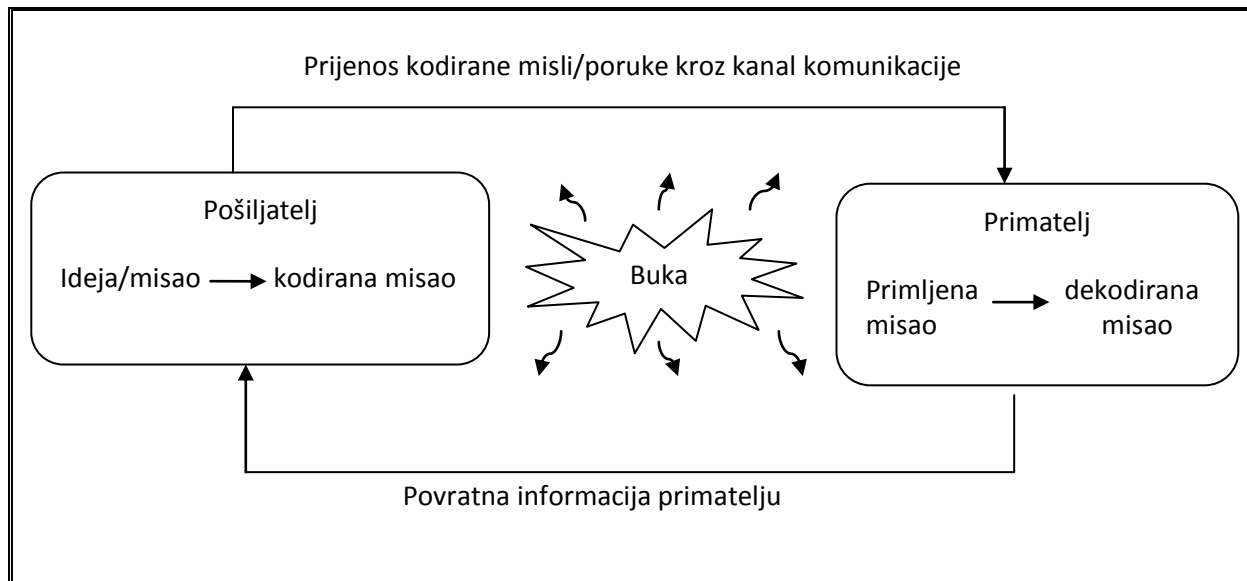 Prijenos kodirane misli/poruke kroz kanal komunikacije
Pošiljatelj
Ideja/misao
kodirana misao
Buka
Primatelj
Primljena
misao
dekodirana
misao
Povratna informacija primatelju